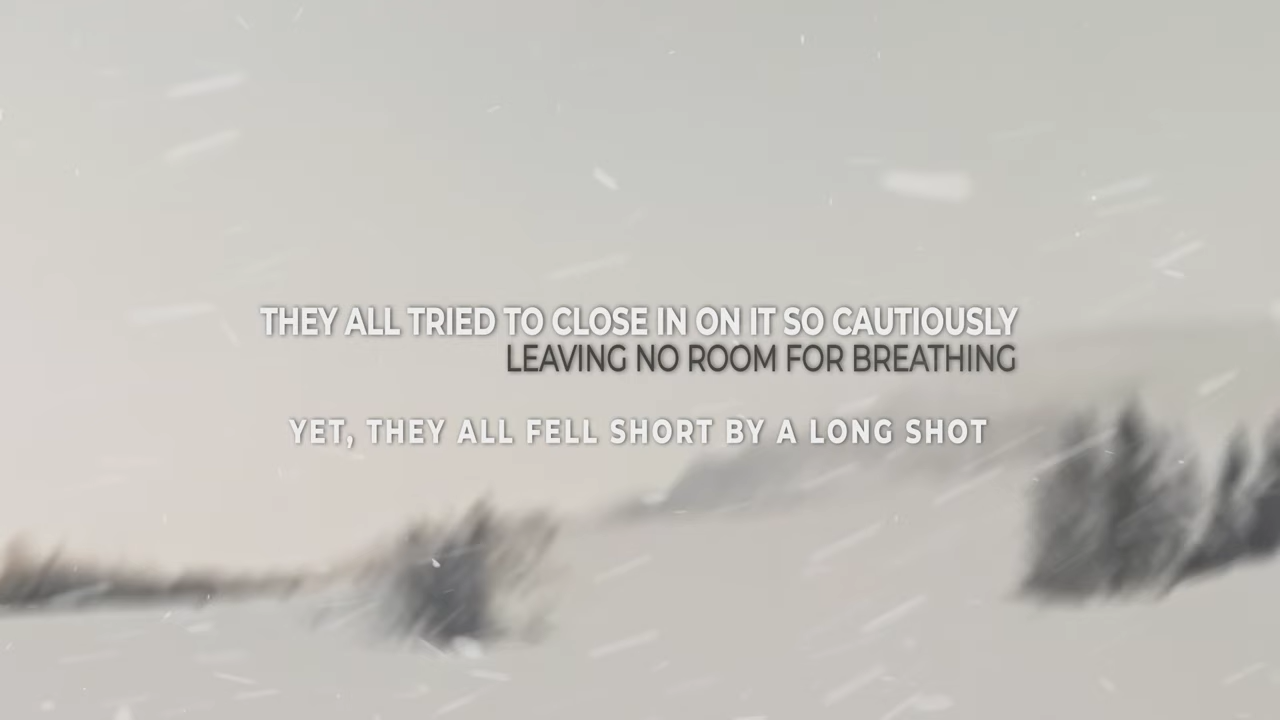 THEY ALL TRIED TO CLOSE IN ON IT SO CAUTIOUSLY
LEAVING NO ROOM FOR BREATHING
YET, THEY ALL FELL SHORT BY A LONG SHOT